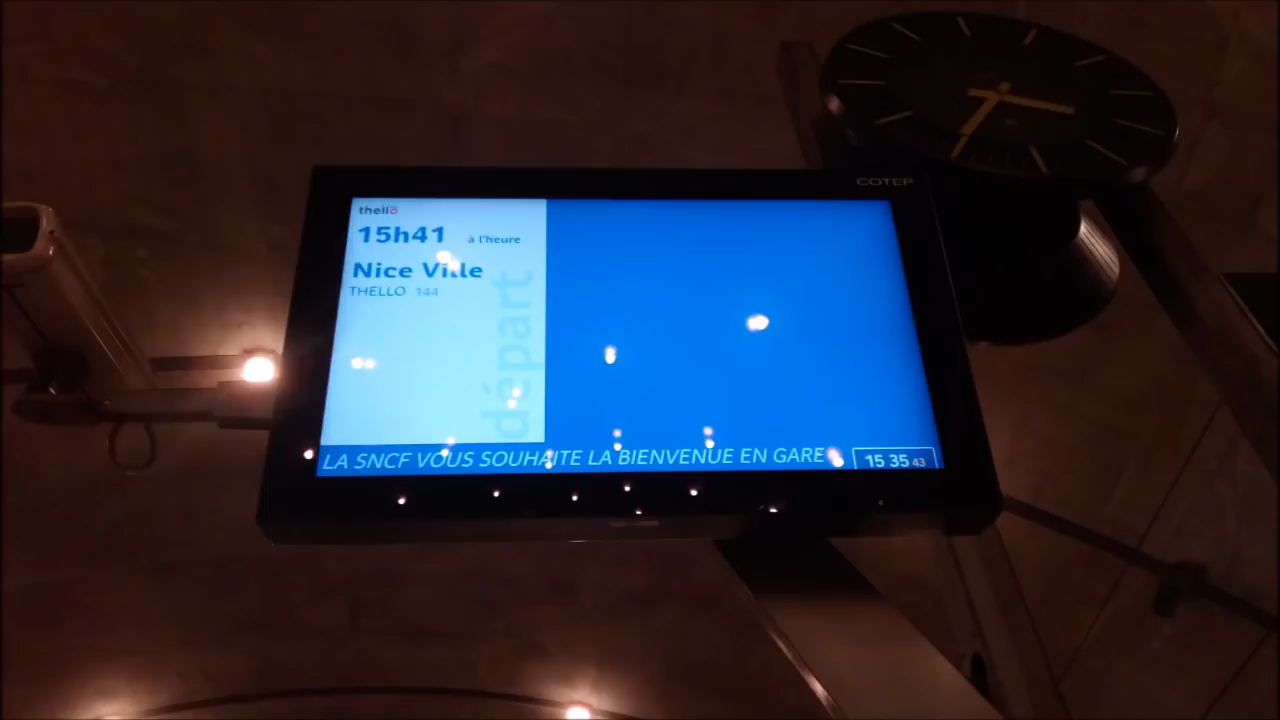 COTEP
thello
15h41 à l'heure
Nice Ville
THELLO 144
départ
LA SNCF VOUS SOUHAITE LA BIENVENUE EN GARE
15 35 43